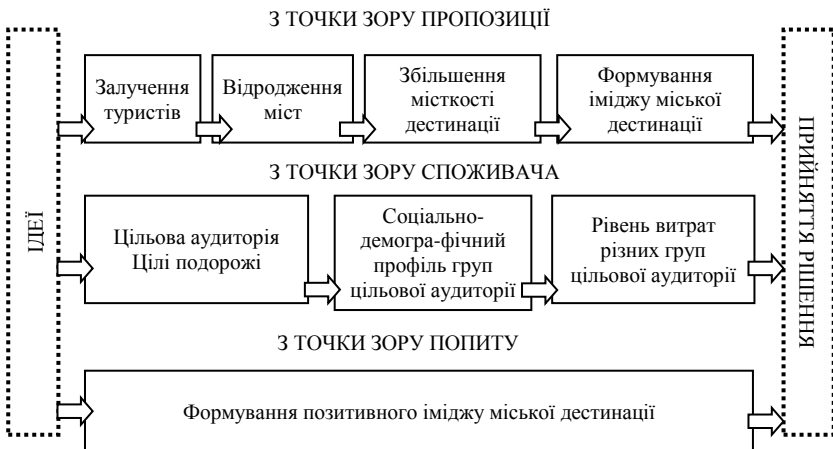 З ТОЧКИ ЗОРУ ПРОПОЗИЦІЇ
ІДЕЇ
Залучення
туристів
Відродження
міст
Збільшення
місткості
дестинації
Формування
іміджу міської
дестинації
З ТОЧКИ ЗОРУ СПОЖИВАЧА
Цільова аудиторія
Цілі подорожі
Соціально-
демогра-фічний
профіль груп
цільової аудиторії
Рівень витрат
різних груп
цільової аудиторії
З ТОЧКИ ЗОРУ ПОПИТУ
Формування позитивного іміджу міської дестинації
ПРИЙНЯТТЯ РІШЕННЯ